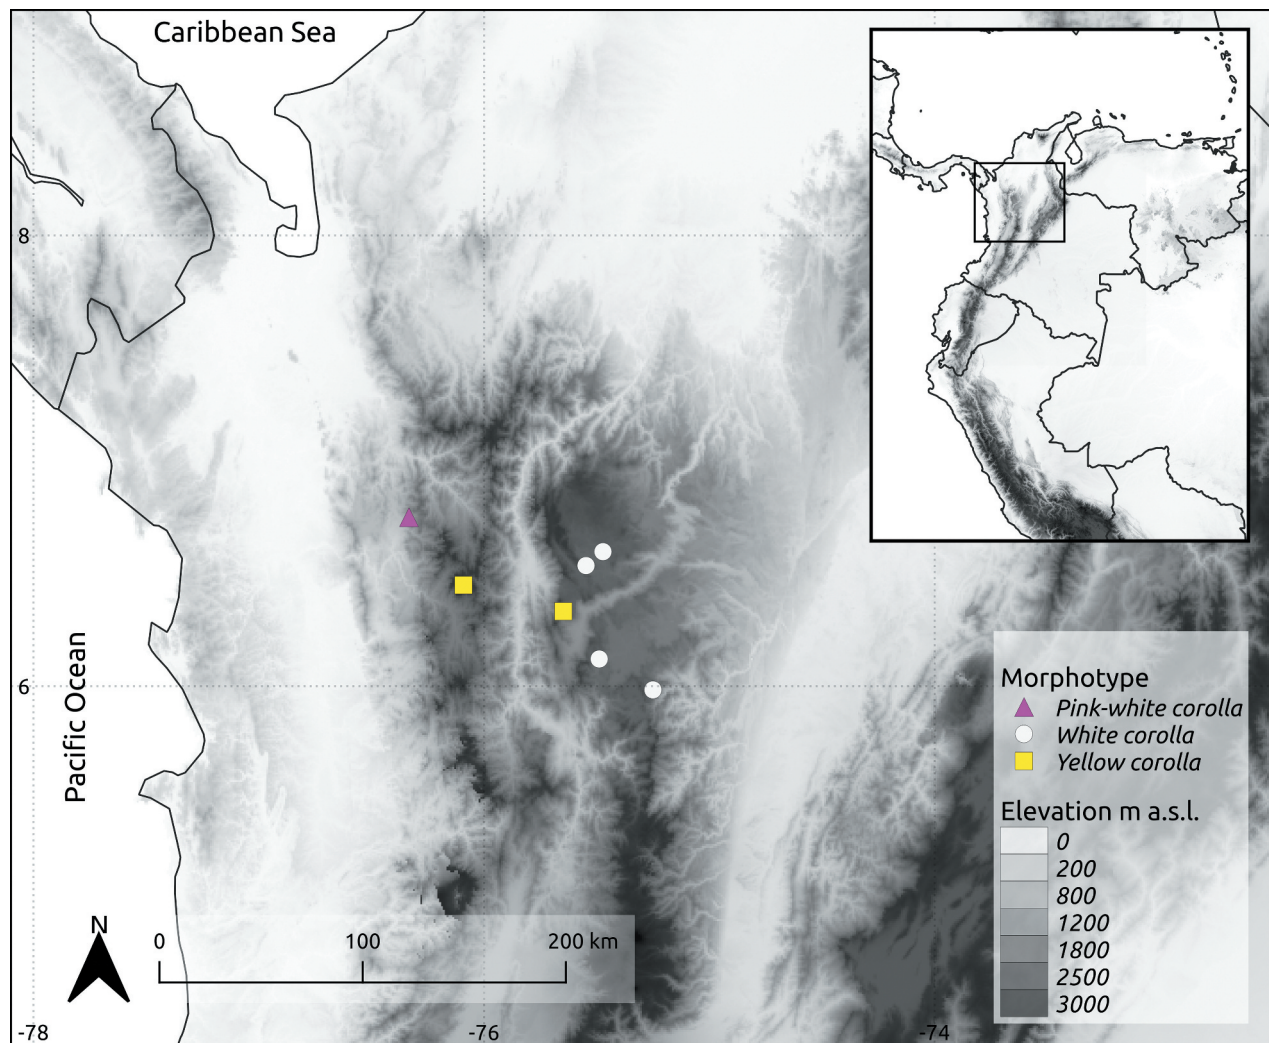 Caribbean Sea
8
Pacific Ocean
6
Morphotype
Pink-white corolla
White corolla
Yellow corolla
Elevation m a.s.l.
0
200
800
1200
1800
2500
3000
N
0 100 200 km
-78 -76 -74